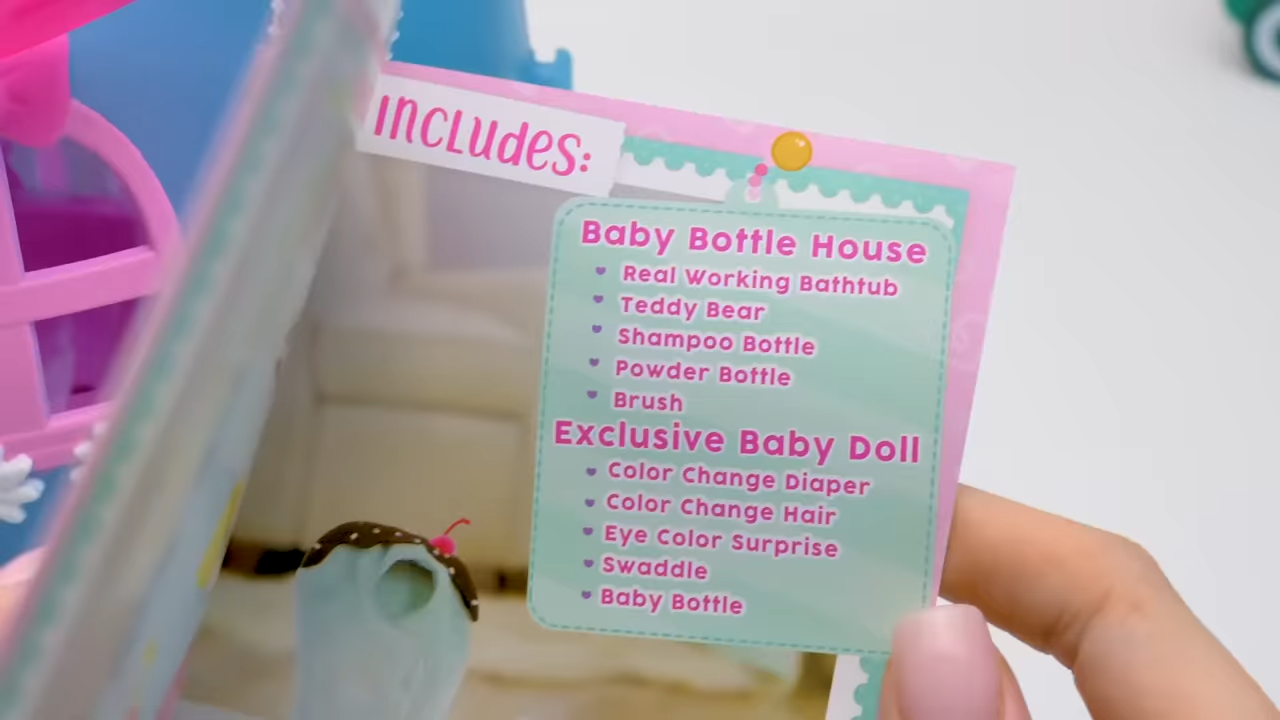 INCLUDES:
Baby Bottle House
Real Working Bathtub
Teddy Bear
Shampoo Bottle
Powder Bottle
Brush
Exclusive Baby Doll
Color Change Diaper
Color Change Hair
Eye Color Surprise
Swaddle
Baby Bottle